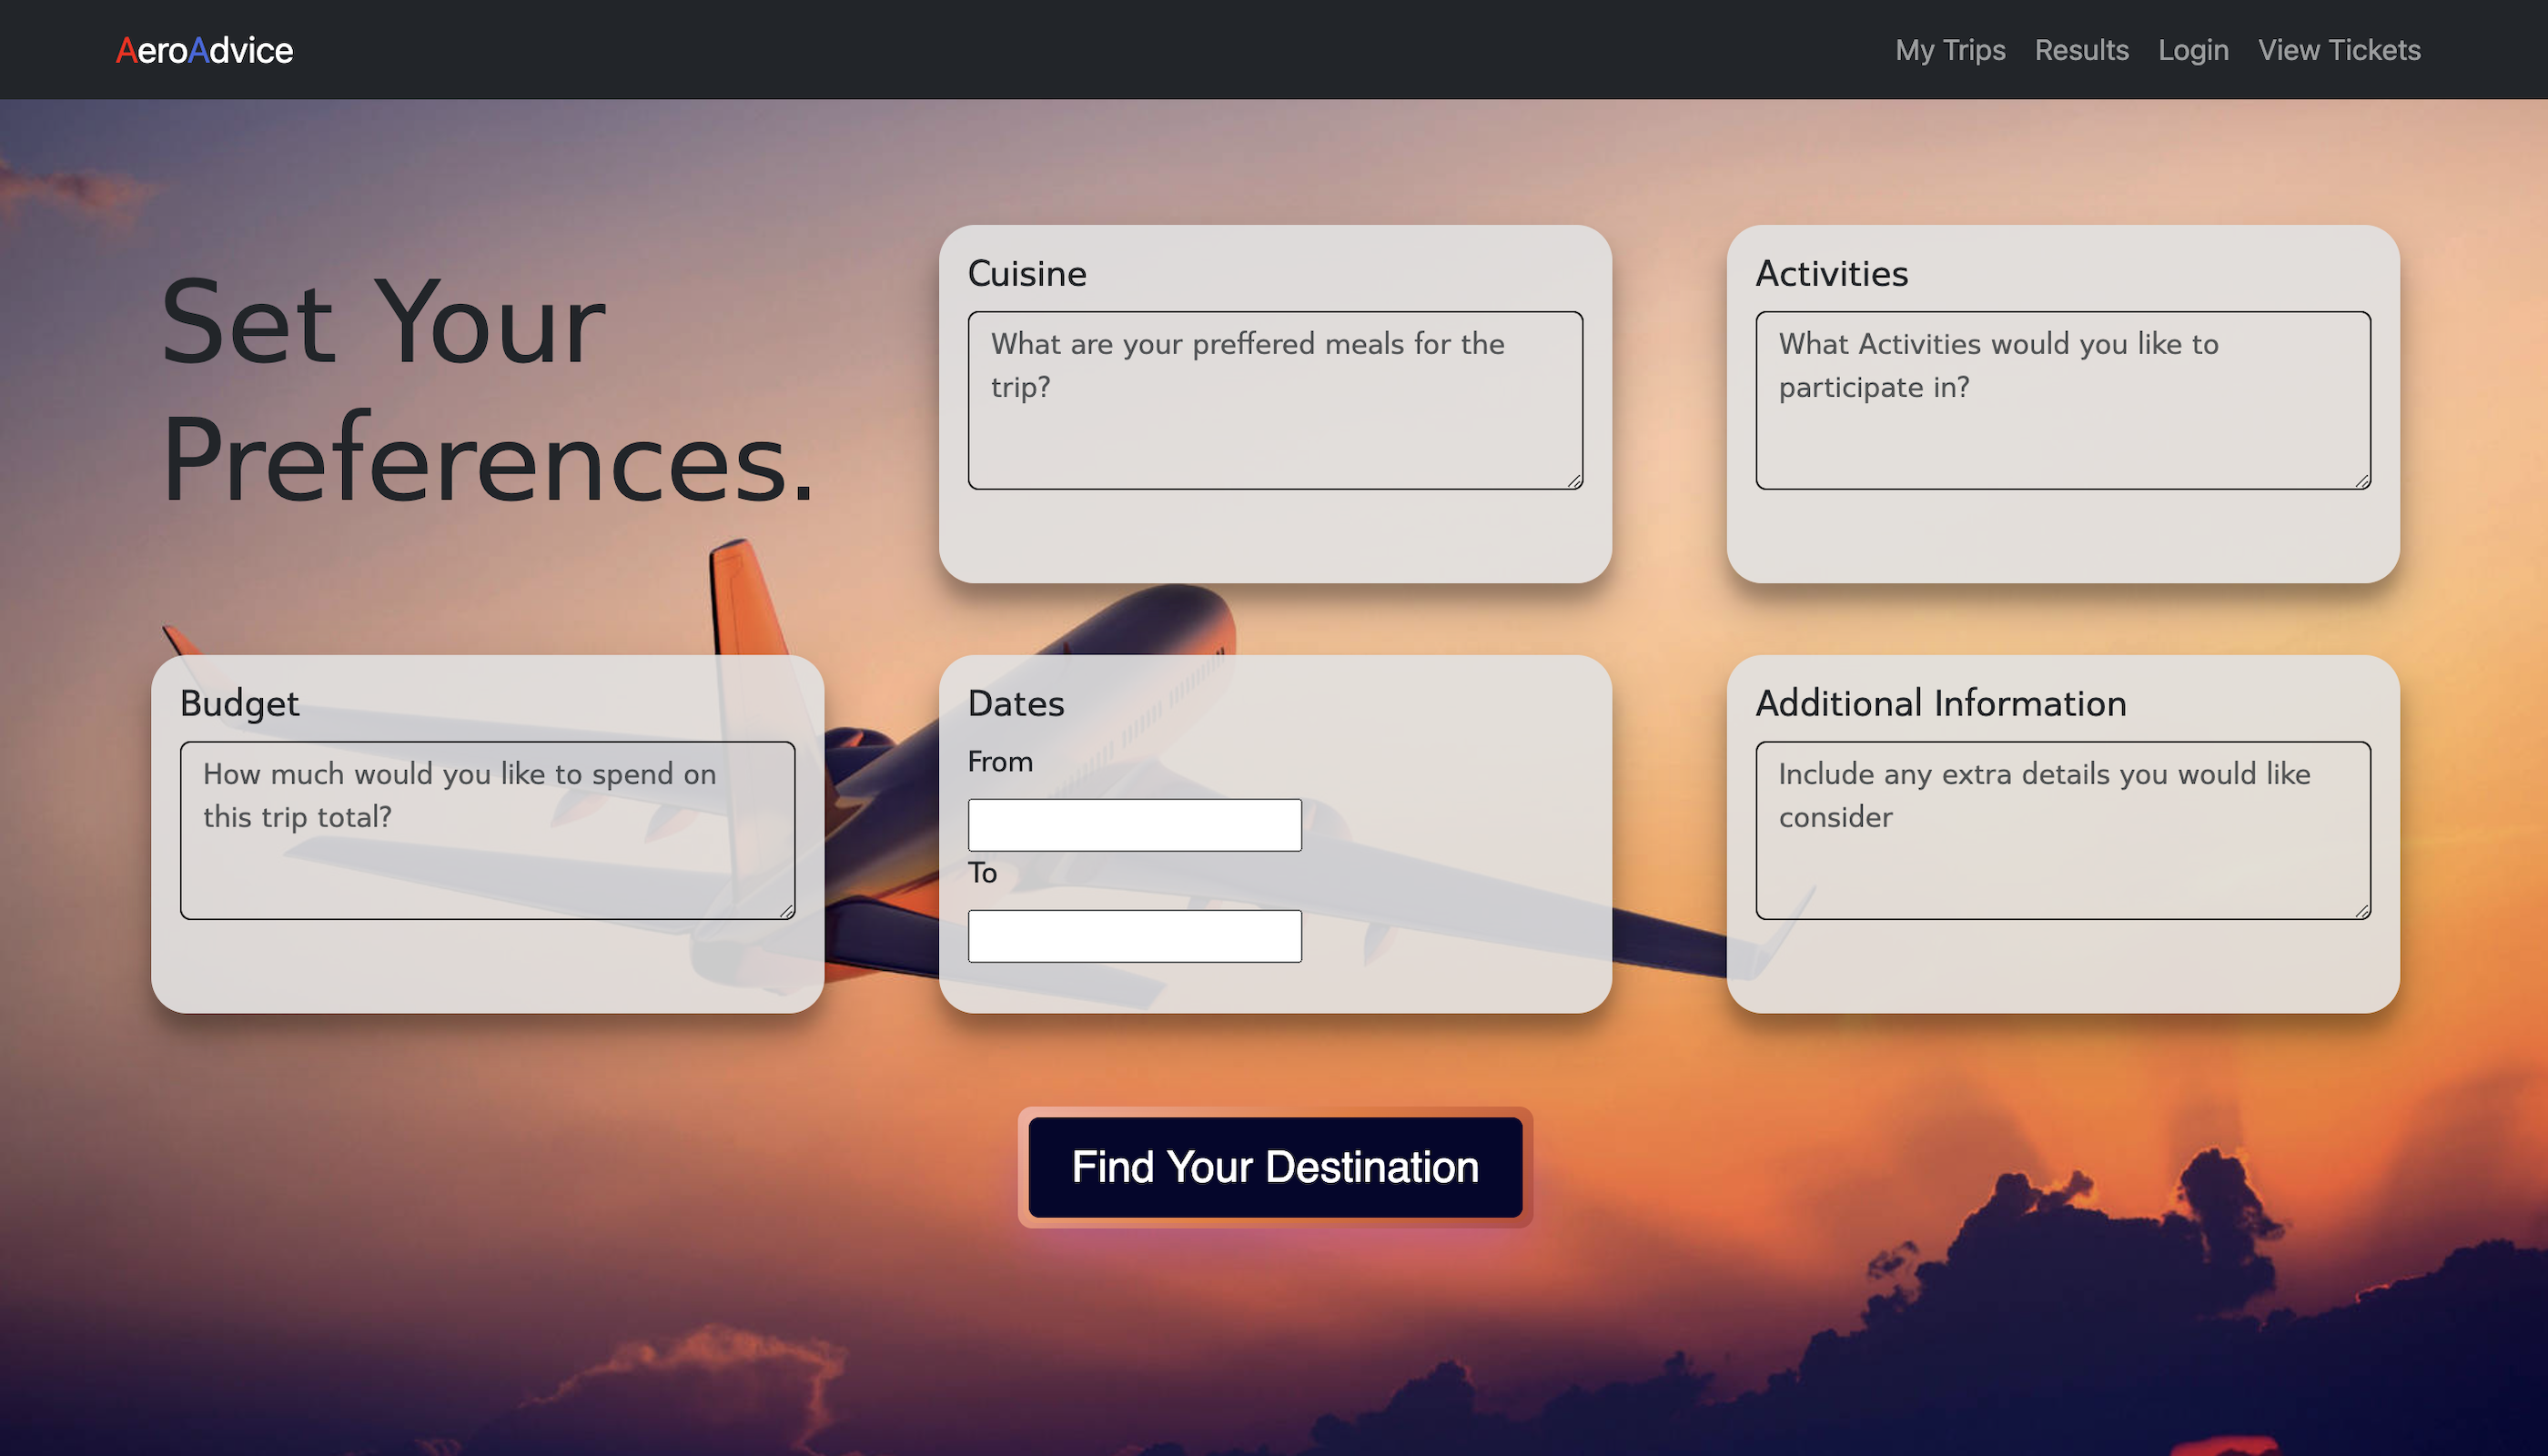 AeroAdvice
My Trips Results Login View Tickets
Set Your
Preferences.
Cuisine
What are your preffered meals for the
trip?
Activities
What Activities would you like to
participate in?
Budget
How much would you like to spend on
this trip total?
Dates
From
To
Additional Information
Include any extra details you would like
consider
Find Your Destination